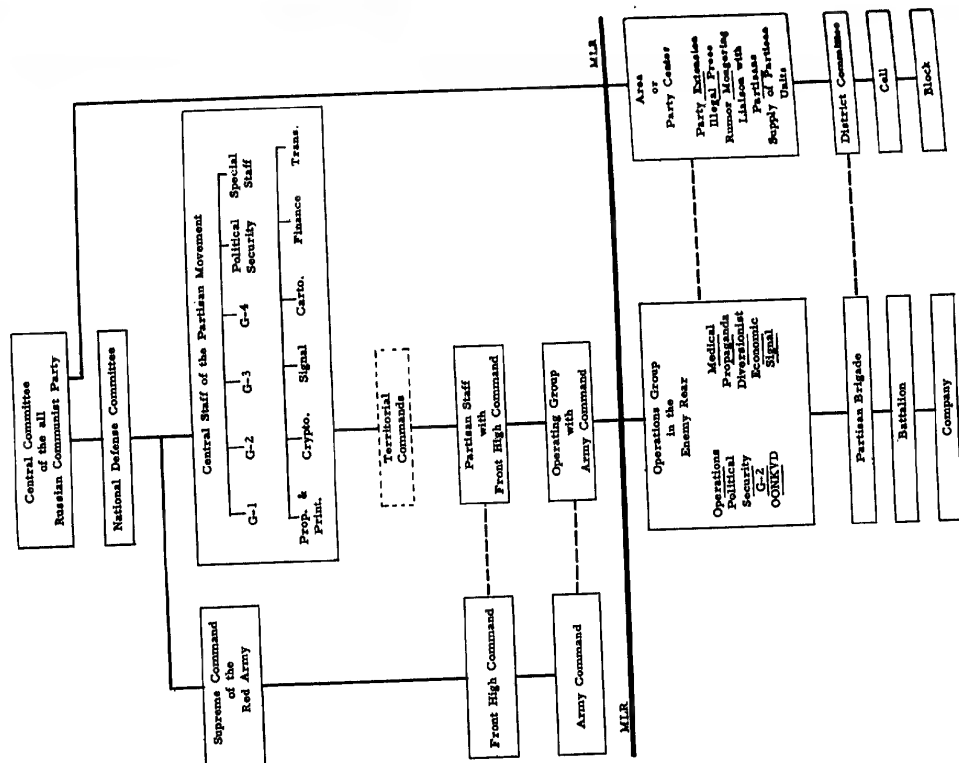 Central Committee
of the all
Russian Communist Party
National Defense Committee
Supreme Command
of the
Red Army
Central Staff of the Partisan Movement
G-1
G-2
G-3
G-4
Political
Security
Special
Staff
Prop. &
Print.
Crypto.
Signal
Carto.
Finance
Trans.
Territorial
Commands
Front High Command
Partisan Staff
with
Front High Command
Army Command
Operating Group
with
Army Command
MLR
MLR
Operations Group
in the
Enemy Rear
Operations
Political
Security
G-2
OONKVD
Medical
Propaganda
Diversionist
Economic
Signal
Area
or
Party Center
Party Extension
Illegal Press
Rumor Mongering
Liaison with
Partisans
Supply of Partisan
Units
Partisan Brigade
District Committee
Battalion
Cell
Company
Block